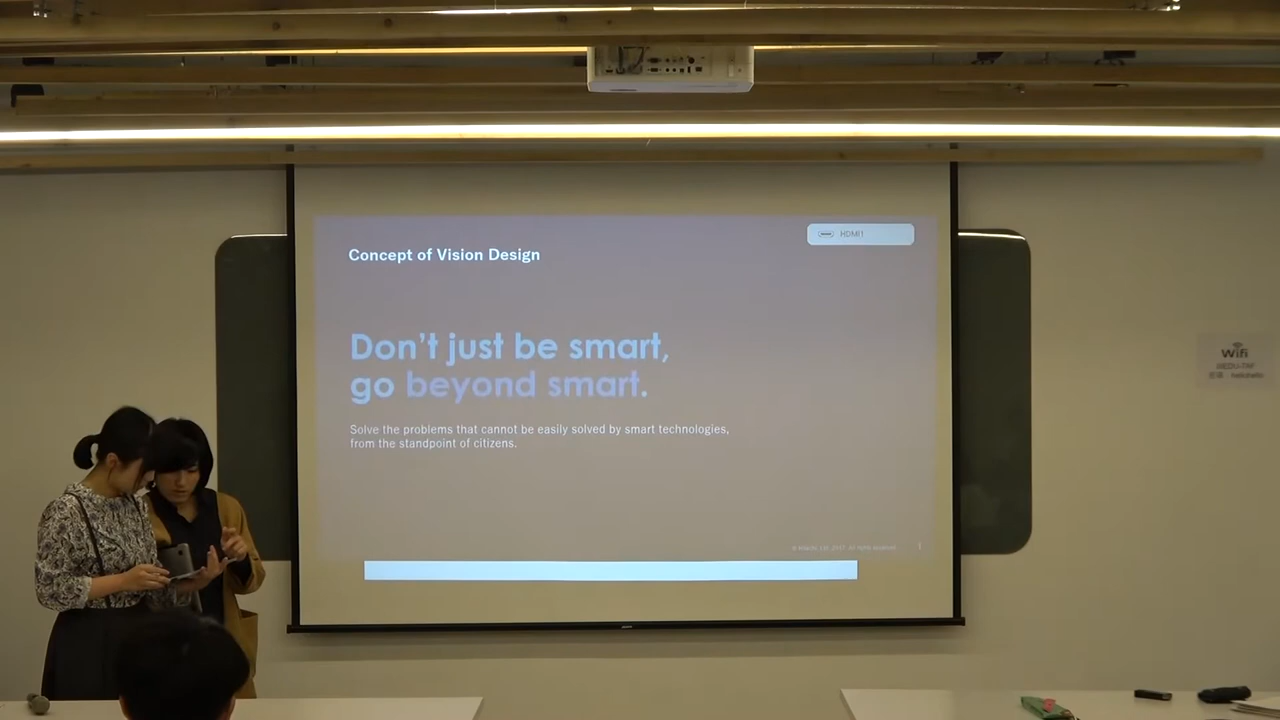 HDMI1
Concept of Vision Design
Don't just be smart,
go beyond smart.
Solve the problems that cannot be easily solved by smart technologies,
from the standpoint of citizens.
Wifi